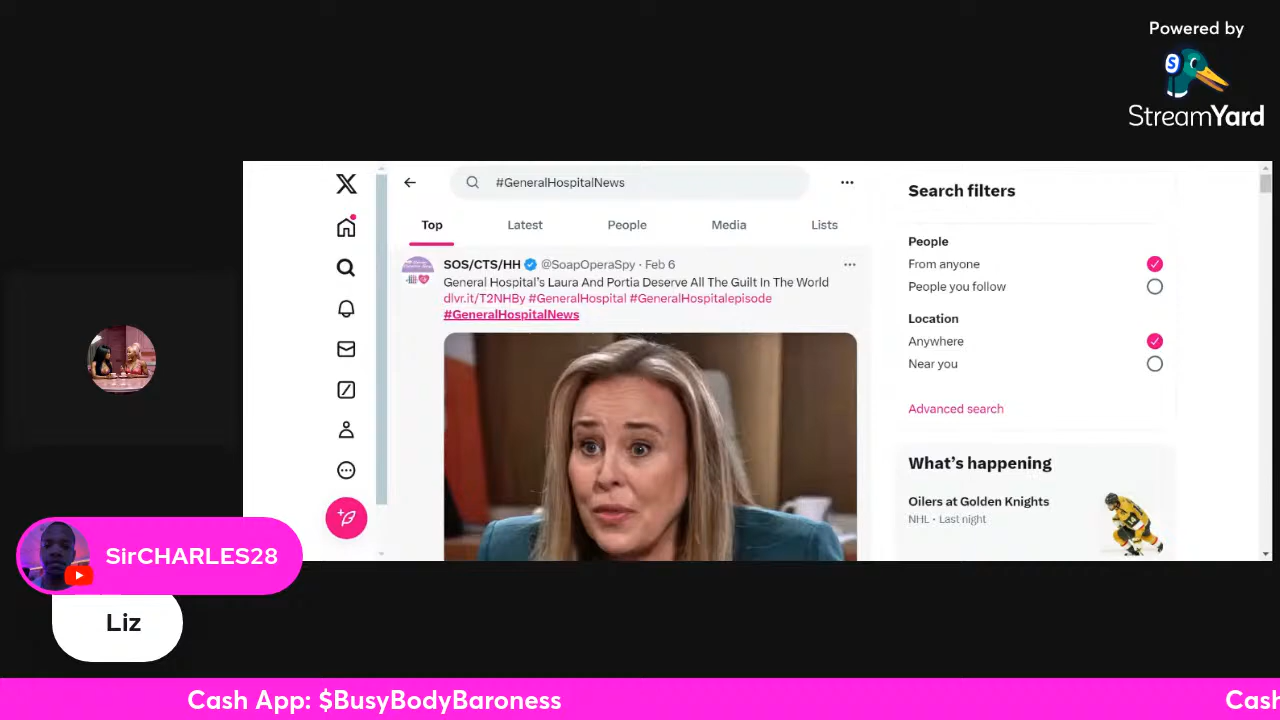 Powered by
StreamYard
#GeneralHospitalNews
Top Latest People Media Lists
SOS/CTS/HH @SoapOperaSpy · Feb 6
General Hospital's Laura And Portia Deserve All The Guilt In The World
dlvr.it/T2NHBy #GeneralHospital #GeneralHospitalepisode
#GeneralHospitalNews
Search filters
People
From anyone
People you follow
Location
Anywhere
Near you
Advanced search
What's happening
Oilers at Golden Knights
NHL · Last night
SirCHARLES28
Liz
Cash App: $BusyBodyBaroness
Cash